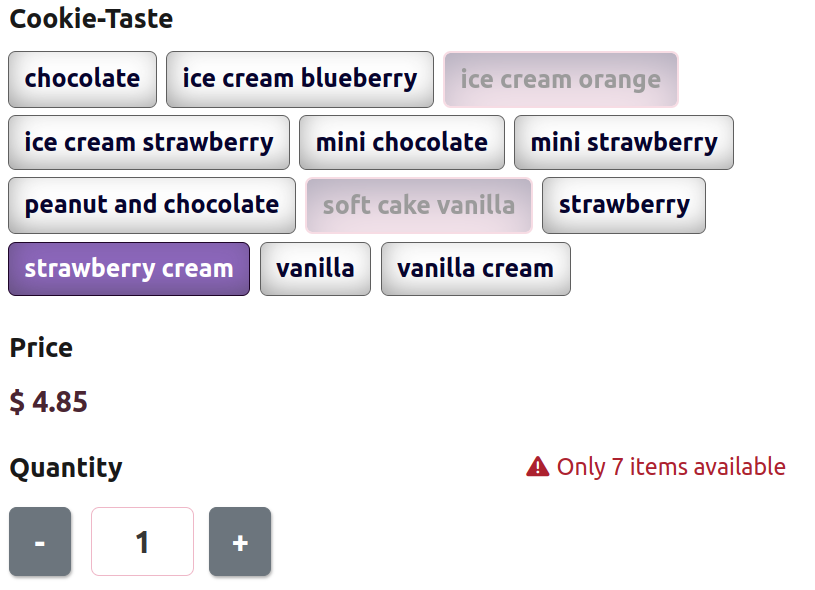 Cookie-Taste
chocolate ice cream blueberry ice cream orange
ice cream strawberry mini chocolate mini strawberry
peanut and chocolate soft cake vanilla strawberry
strawberry cream vanilla vanilla cream
Price
$ 4.85
Quantity Only 7 items available
- 1 +